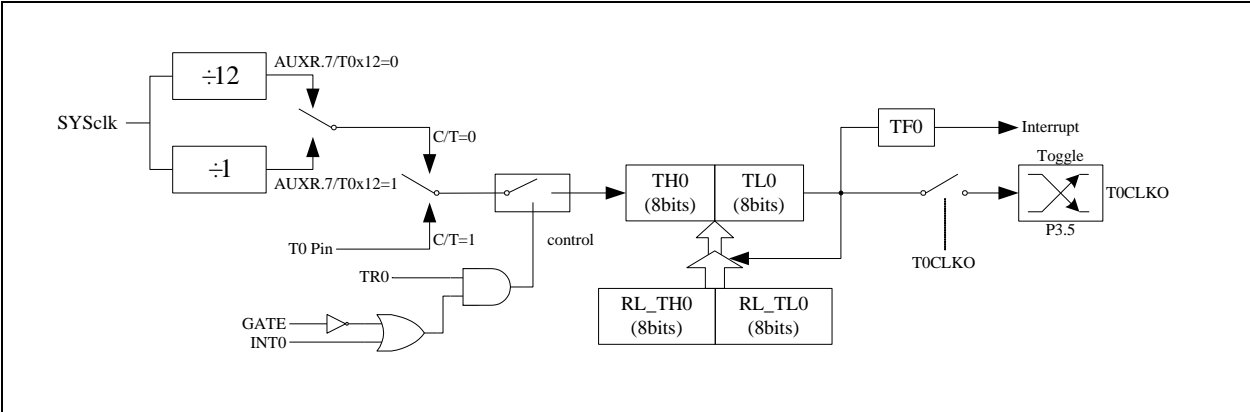 ÷12
AUXR.7/T0x12=0
SYSclk
÷1
AUXR.7/T0x12=1
C/T=0
C/T=1
T0 Pin
control
TR0
GATE
INT0
TH0
(8bits)
TL0
(8bits)
RL_TH0
(8bits)
RL_TL0
(8bits)
TF0
Interrupt
Toggle
T0CLKO
P3.5
T0CLKO